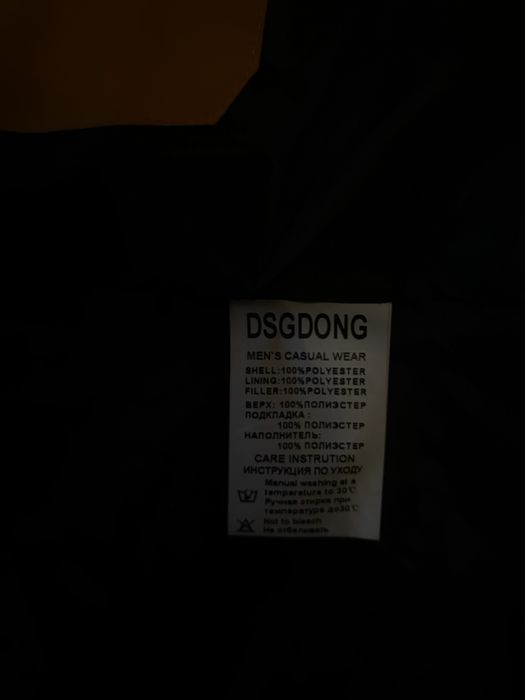 DSGDONG
MEN'S CASUAL WEAR
SHELL:100%POLYESTER
LINING:100%POLYESTER
FILLER:100%POLYESTER
ВЕРХ: 100%ПОЛИЭСТЕР
ПОДКЛАДКА :
100% ПОЛИЭСТЕР
НАПОЛНИТЕЛЬ:
100% ПОЛИЭСТЕР
CARE INSTRUTION
ИНСТРУКЦИЯ ПО УХОДУ
Manual washing at a
temperature to 30℃
Ручная стирка при
температура до30℃
Not to bleach
Не отбеливать